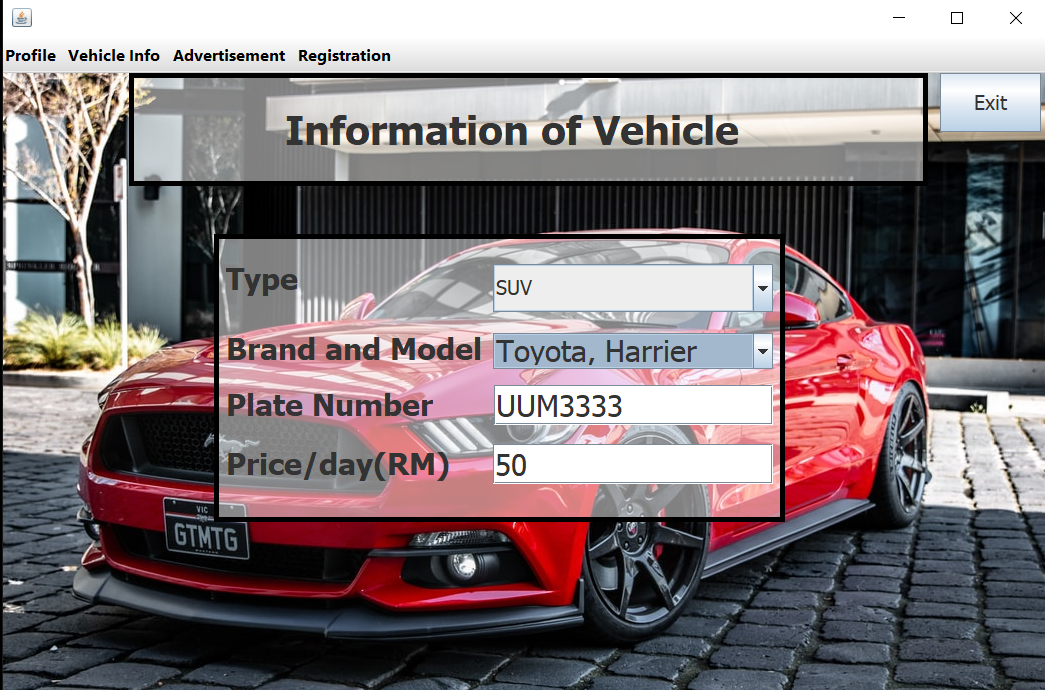 Profile Vehicle Info Advertisement Registration
Exit
Information of Vehicle
Type SUV
Brand and Model Toyota, Harrier
Plate Number UUM3333
Price/day(RM) 50
VIC
GTMTG